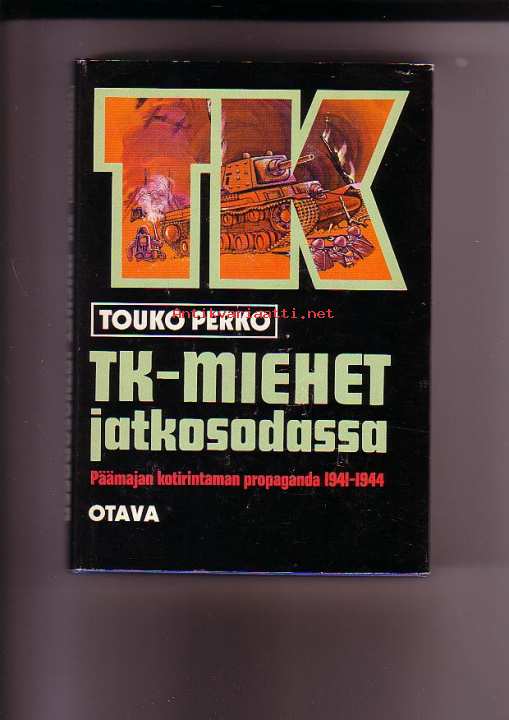 TK
TOUKO PERKO
Antikvariaatti.net
TK-MIEHET
jatkosodassa
Päämajan kotirintaman propaganda 1941-1944
OTAVA